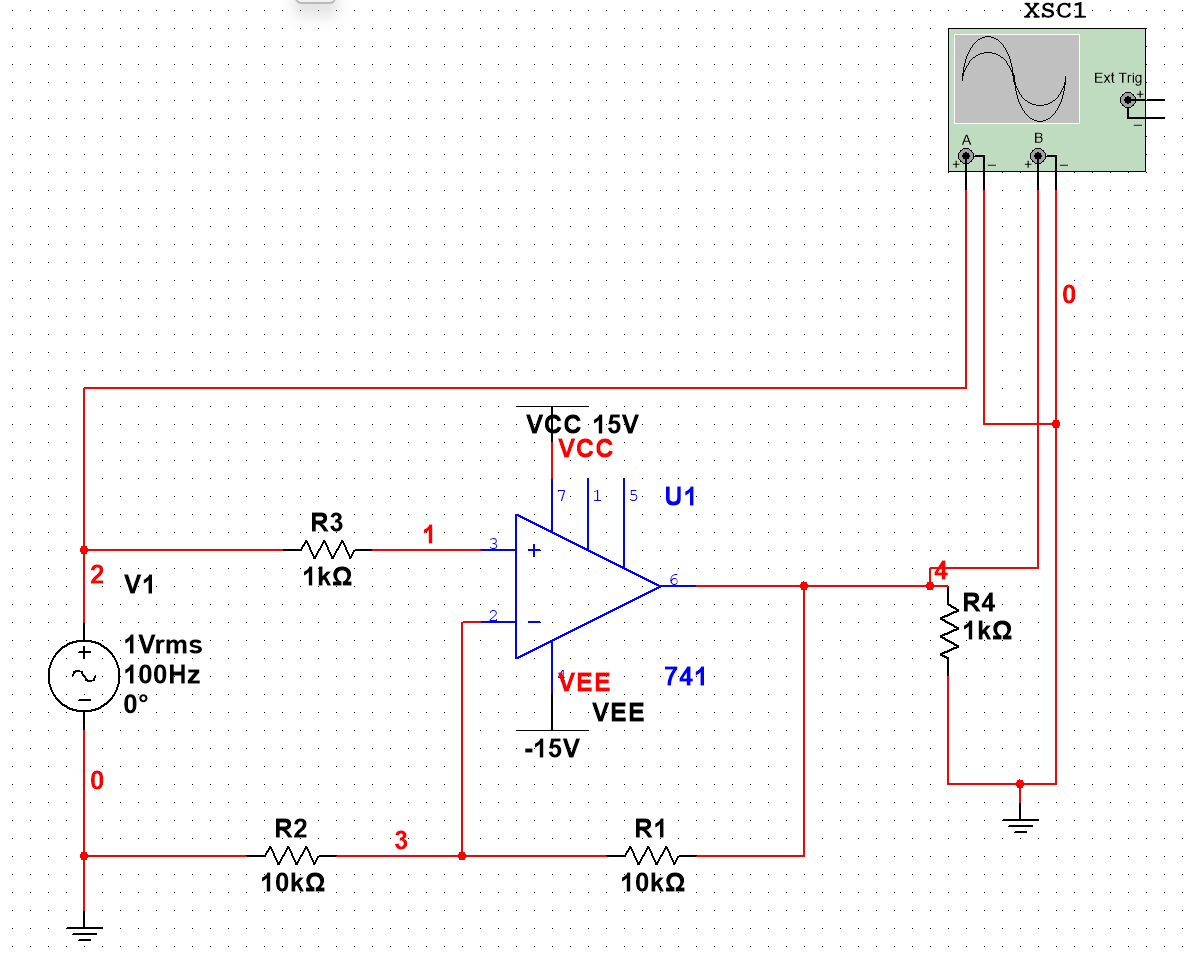 XSC1
Ext Trig
+
−
A
B
+ −
+ −
0
VCC 15V
VCC
7 1 5 U1
R3
1
3 +
1kΩ
2 V1
6
4
R4
1kΩ
2 −
1Vrms
100Hz
0°
+
−
VEE
741
VEE
-15V
0
R2
3
R1
10kΩ
10kΩ